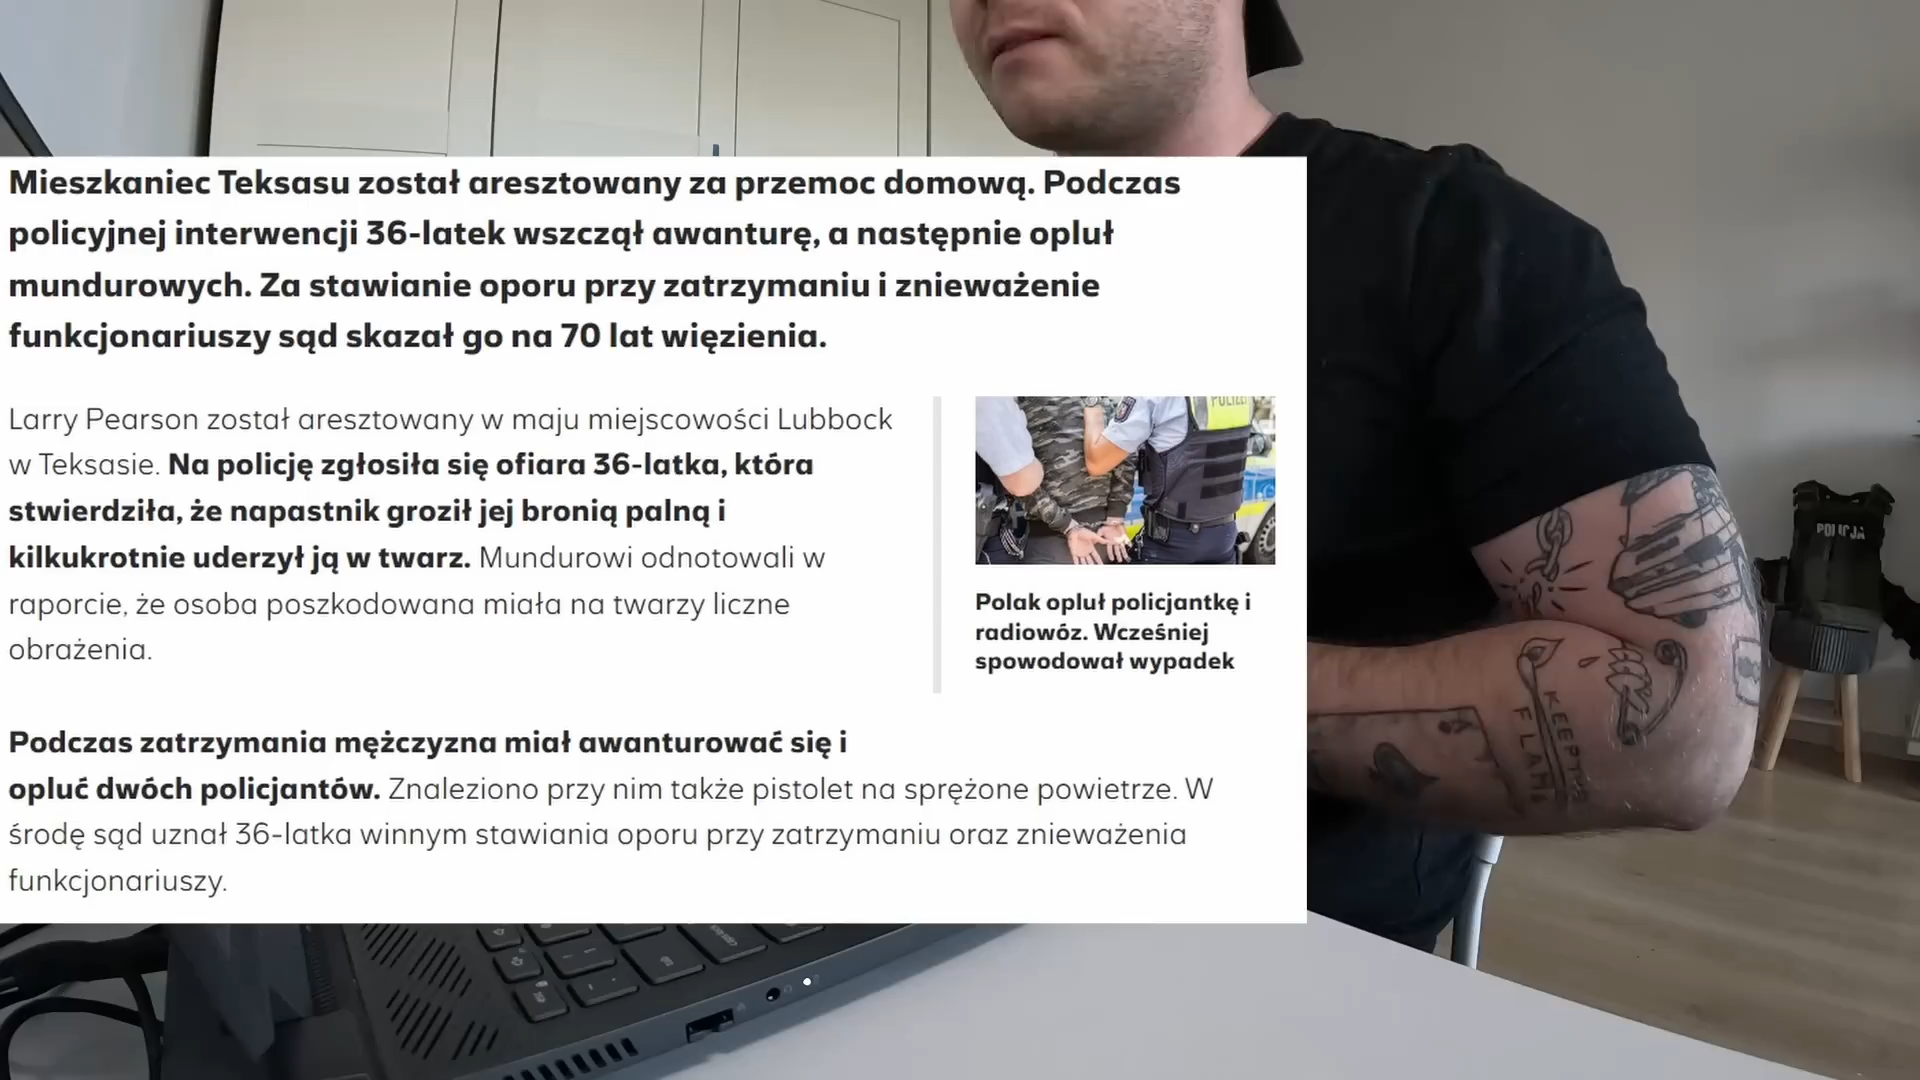 Mieszkaniec Teksasu został aresztowany za przemoc domową. Podczas
policyjnej interwencji 36-latek wszczął awanturę, a następnie opluł
mundurowych. Za stawianie oporu przy zatrzymaniu i znieważenie
funkcjonariuszy sąd skazał go na 70 lat więzienia.
Larry Pearson został aresztowany w maju miejscowości Lubbock
w Teksasie. Na policję zgłosiła się ofiara 36-latka, która
stwierdziła, że napastnik groził jej bronią palną i
kilkukrotnie uderzył ją w twarz. Mundurowi odnotowali w
raporcie, że osoba poszkodowana miała na twarzy liczne
obrażenia.
POLIZEI
Polak opluł policjantkę i
radiowóz. Wcześniej
spowodował wypadek
Podczas zatrzymania mężczyzna miał awanturować się i
opluć dwóch policjantów. Znaleziono przy nim także pistolet na sprężone powietrze. W
środę sąd uznał 36-latka winnym stawiania oporu przy zatrzymaniu oraz znieważenia
funkcjonariuszy.
POLICJA
KEEP THE
FLAME